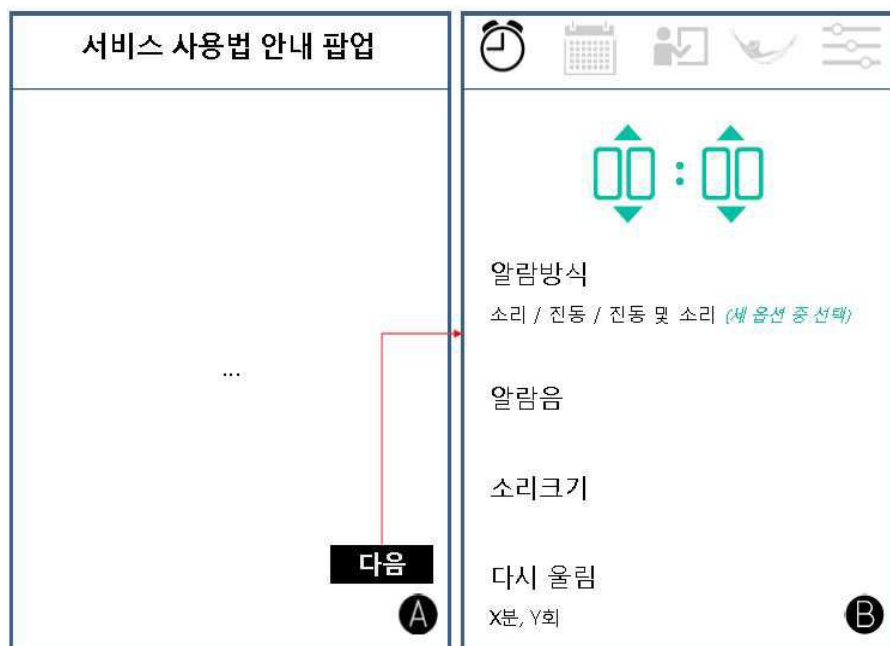 서비스 사용법 안내 팝업
...
다음
A
00 : 00
알람방식
소리 / 진동 / 진동 및 소리 (세 옵션 중 선택)
알람음
소리크기
다시 울림
X분, Y회
B